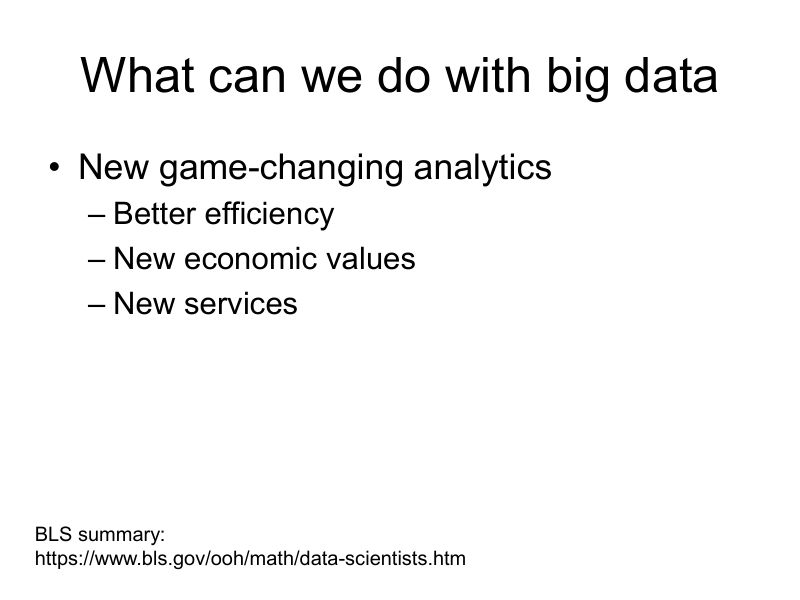 What can we do with big data
• New game-changing analytics
– Better efficiency
– New economic values
– New services
BLS summary:
https://www.bls.gov/ooh/math/data-scientists.htm